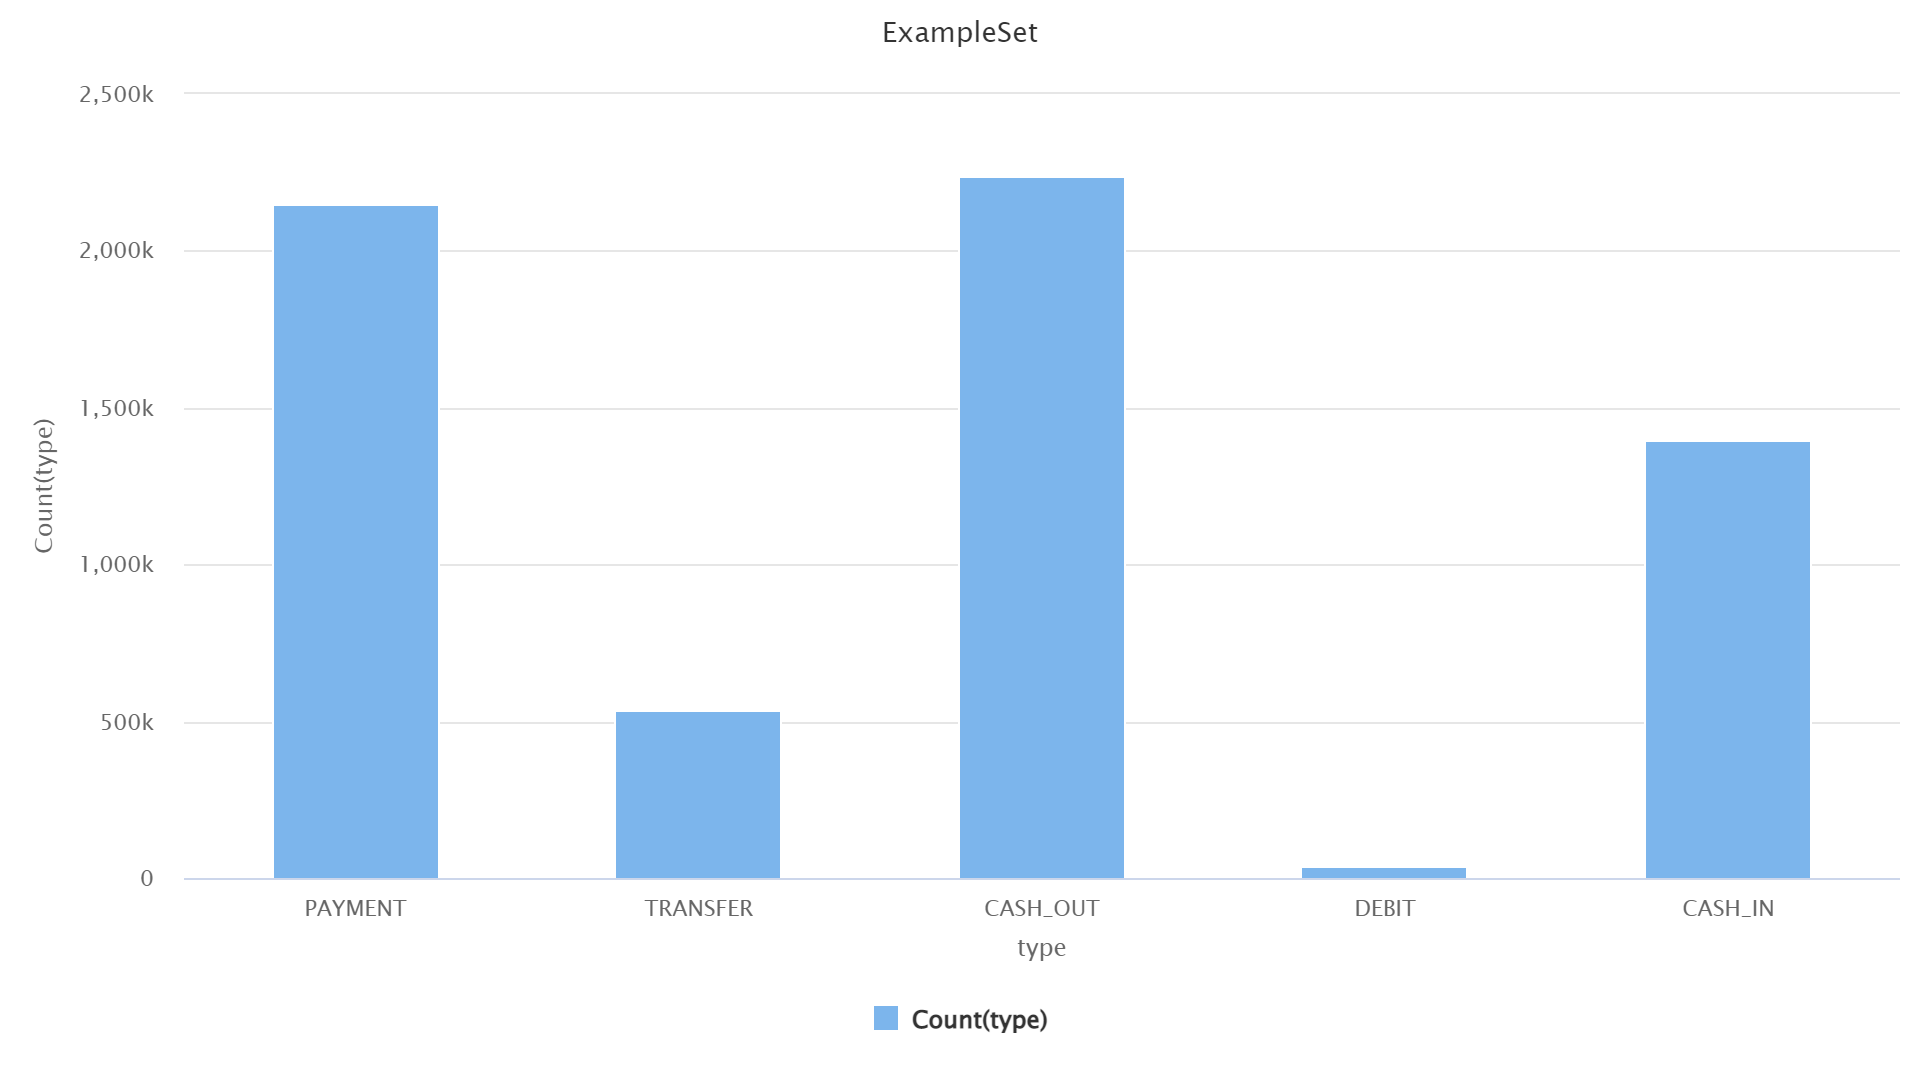 ExampleSet
2,500k
2,000k
1,500k
1,000k
500k
0
Count(type)
PAYMENT TRANSFER CASH_OUT DEBIT CASH_IN
type
Count(type)